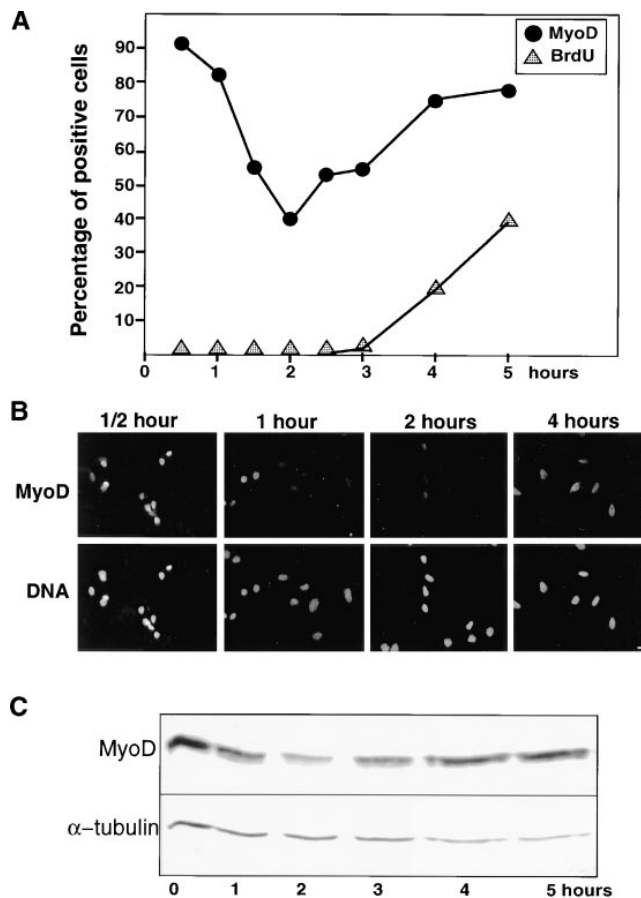 A
MyoD
BrdU
Percentage of positive cells
90
80
70
60
50
40
30
20
10
0 1 2 3 4 5 hours
B
1/2 hour 1 hour 2 hours 4 hours
MyoD
DNA
C
MyoD
α–tubulin
0 1 2 3 4 5 hours